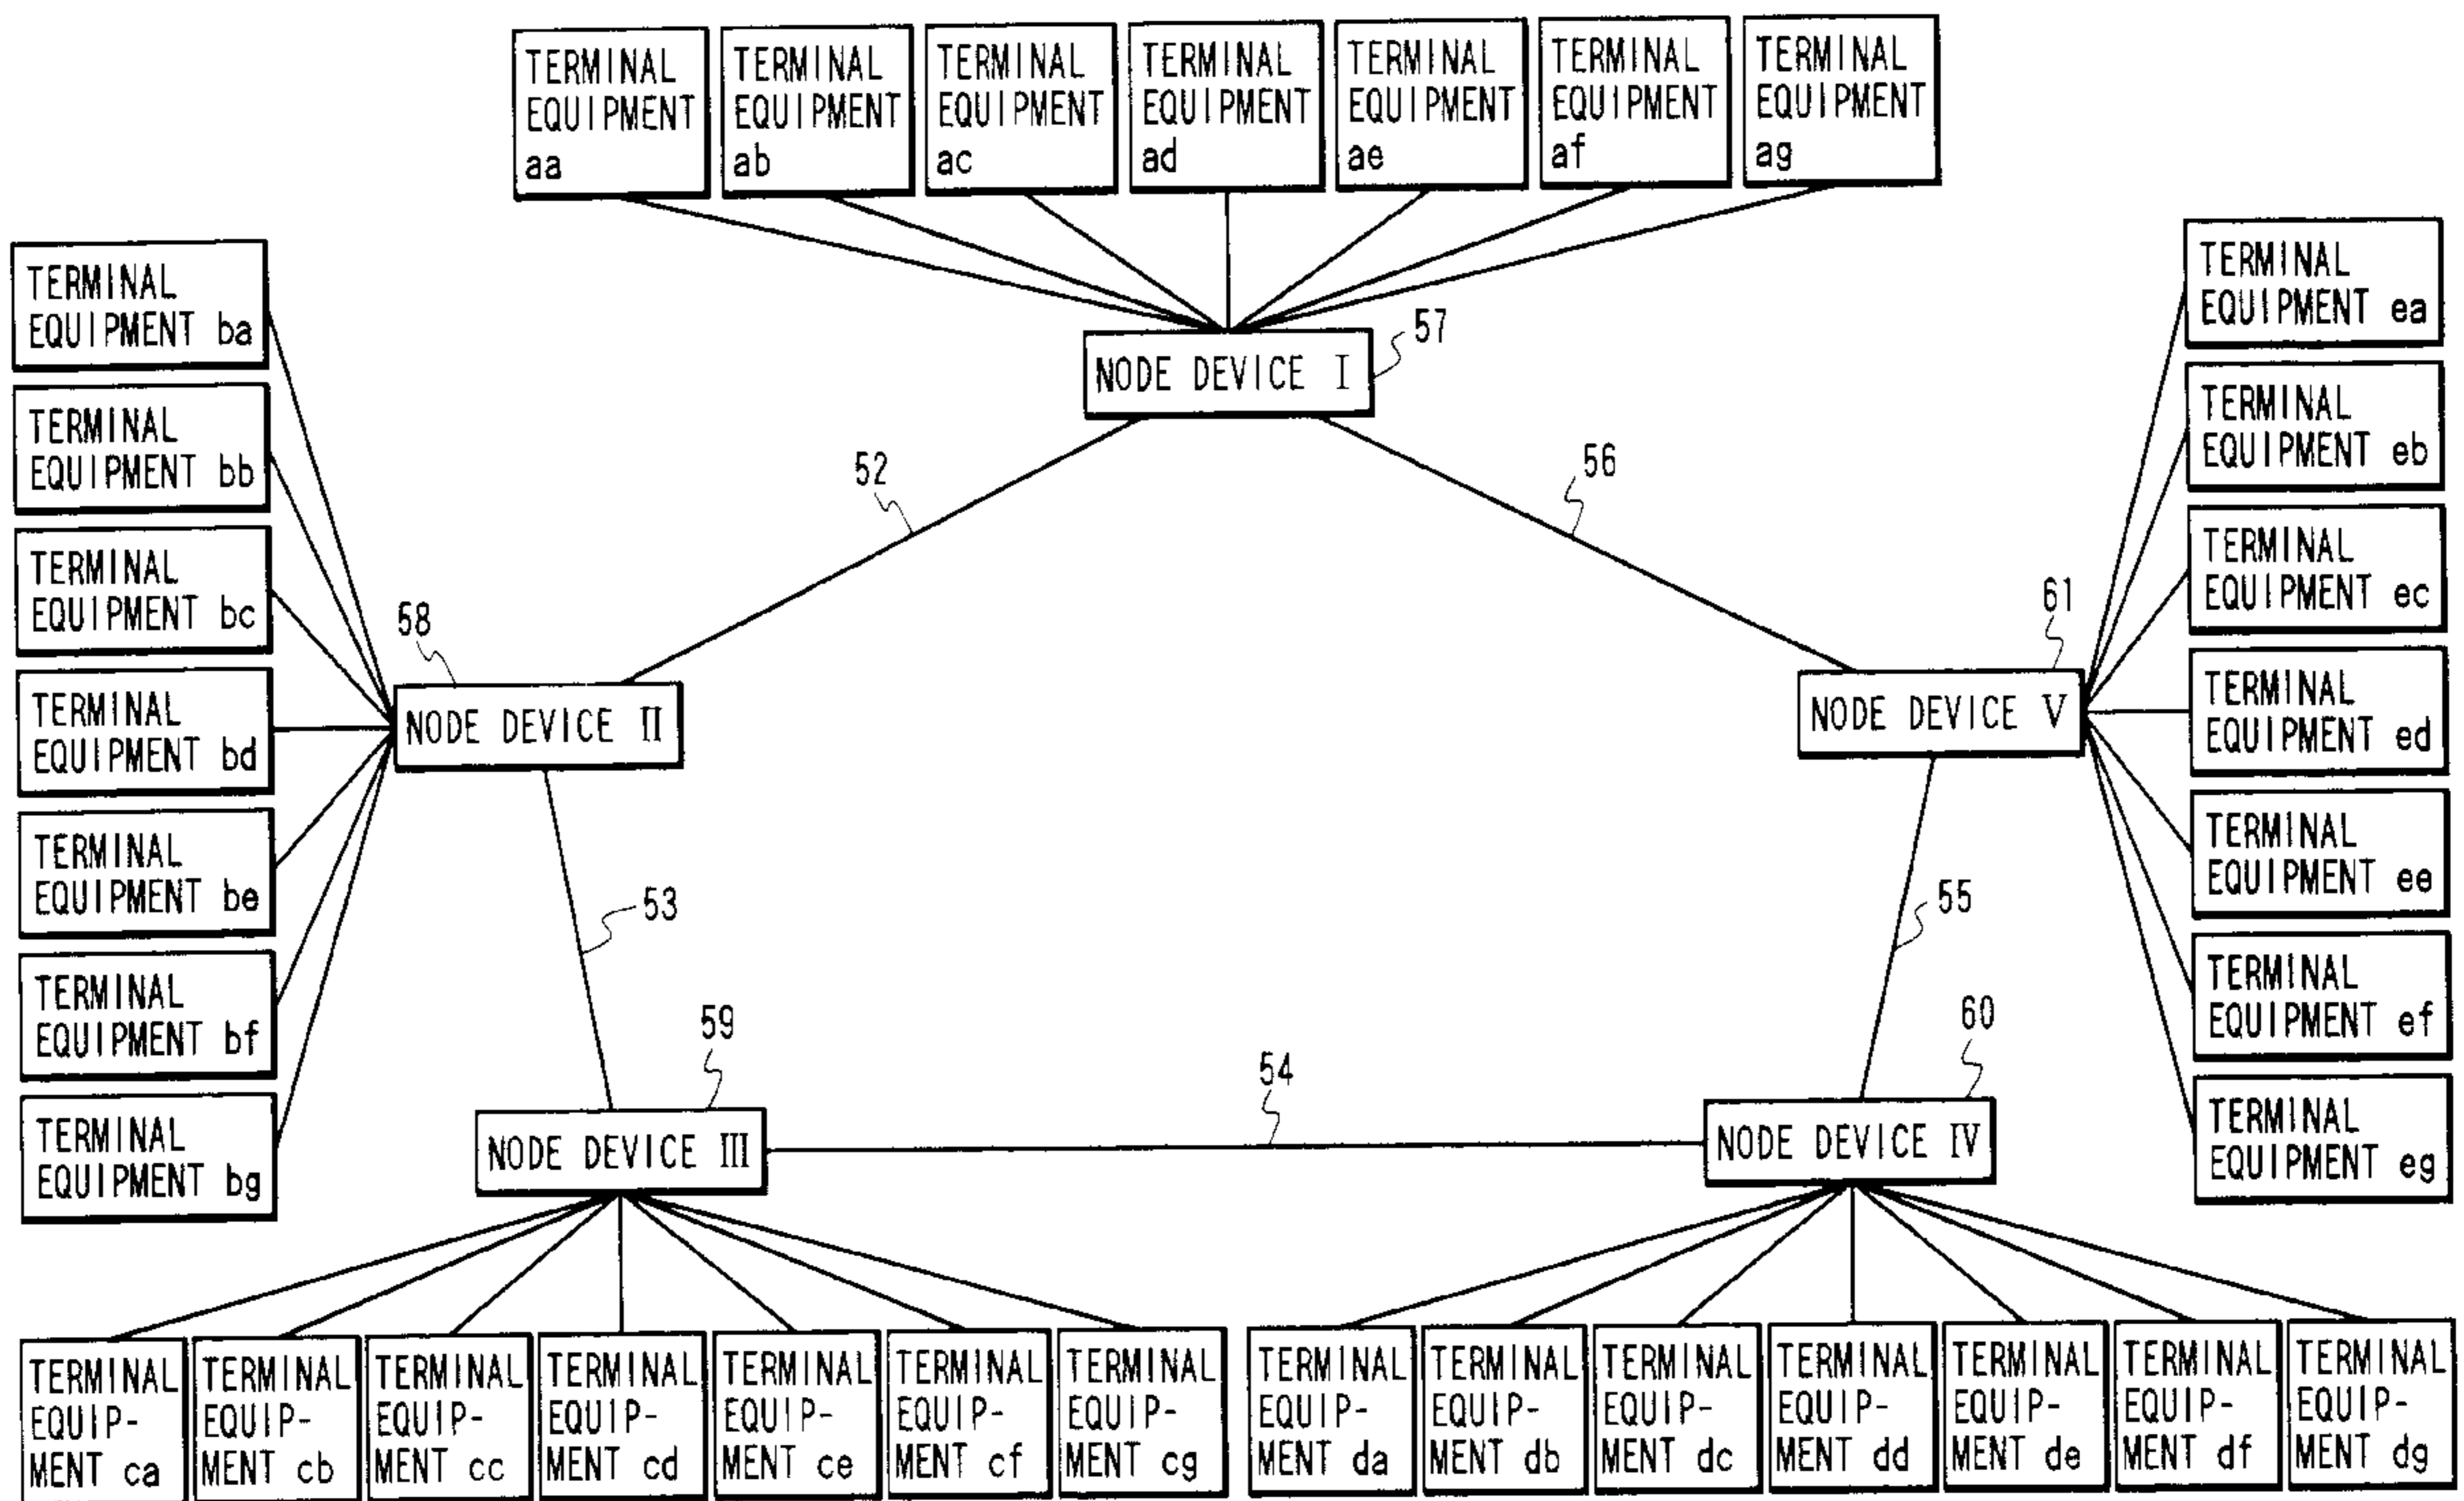 TERMINAL
EQUIPMENT
aa
TERMINAL
EQUIPMENT
ab
TERMINAL
EQUIPMENT
ac
TERMINAL
EQUIPMENT
ad
TERMINAL
EQUIPMENT
ae
TERMINAL
EQUIPMENT
af
TERMINAL
EQUIPMENT
ag
NODE DEVICE I
57
52
56
TERMINAL
EQUIPMENT ba
TERMINAL
EQUIPMENT bb
TERMINAL
EQUIPMENT bc
TERMINAL
EQUIPMENT bd
TERMINAL
EQUIPMENT be
TERMINAL
EQUIPMENT bf
TERMINAL
EQUIPMENT bg
58
NODE DEVICE II
61
NODE DEVICE V
TERMINAL
EQUIPMENT ea
TERMINAL
EQUIPMENT eb
TERMINAL
EQUIPMENT ec
TERMINAL
EQUIPMENT ed
TERMINAL
EQUIPMENT ee
TERMINAL
EQUIPMENT ef
TERMINAL
EQUIPMENT eg
53
55
59
NODE DEVICE III
54
60
NODE DEVICE IV
TERMINAL
EQUIP-
MENT ca
TERMINAL
EQUIP-
MENT cb
TERMINAL
EQUIP-
MENT cc
TERMINAL
EQUIP-
MENT cd
TERMINAL
EQUIP-
MENT ce
TERMINAL
EQUIP-
MENT cf
TERMINAL
EQUIP-
MENT cg
TERMINAL
EQUIP-
MENT da
TERMINAL
EQUIP-
MENT db
TERMINAL
EQUIP-
MENT dc
TERMINAL
EQUIP-
MENT dd
TERMINAL
EQUIP-
MENT de
TERMINAL
EQUIP-
MENT df
TERMINAL
EQUIP-
MENT dg